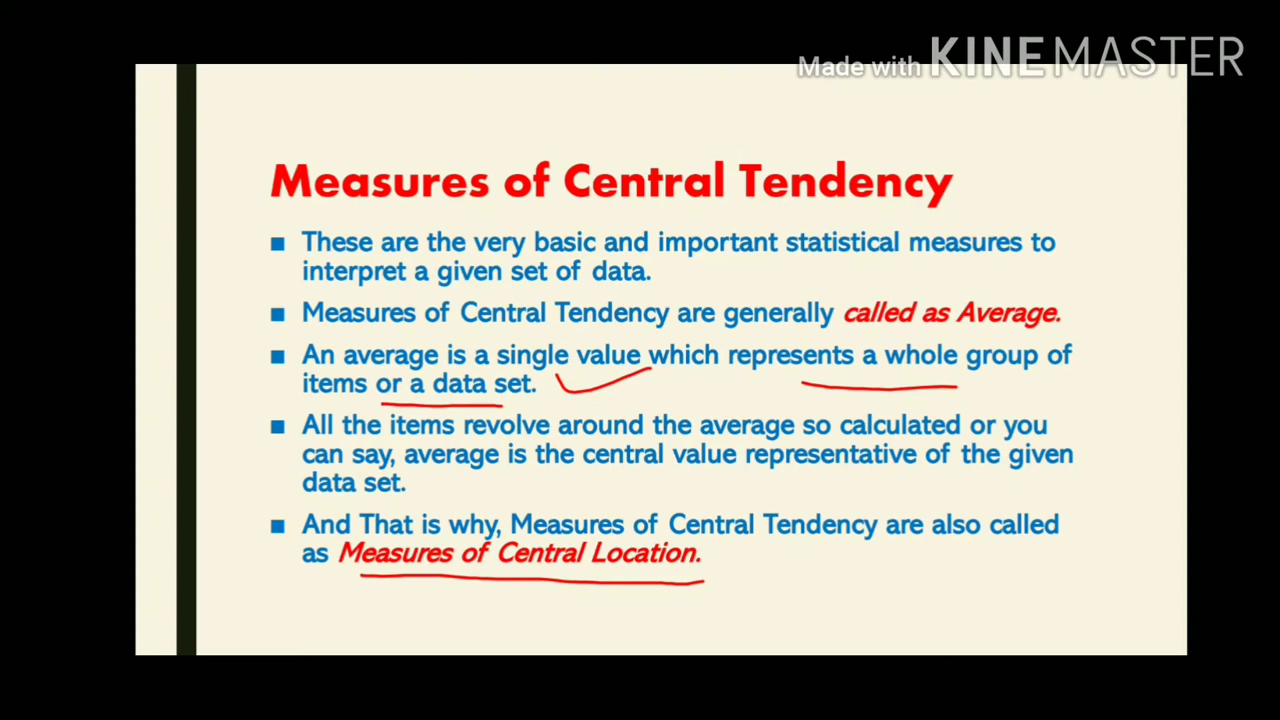 Made with KINEMASTER
Measures of Central Tendency
These are the very basic and important statistical measures to
interpret a given set of data.
Measures of Central Tendency are generally called as Average.
An average is a single value which represents a whole group of
items or a data set.
All the items revolve around the average so calculated or you
can say, average is the central value representative of the given
data set.
And That is why, Measures of Central Tendency are also called
as Measures of Central Location.